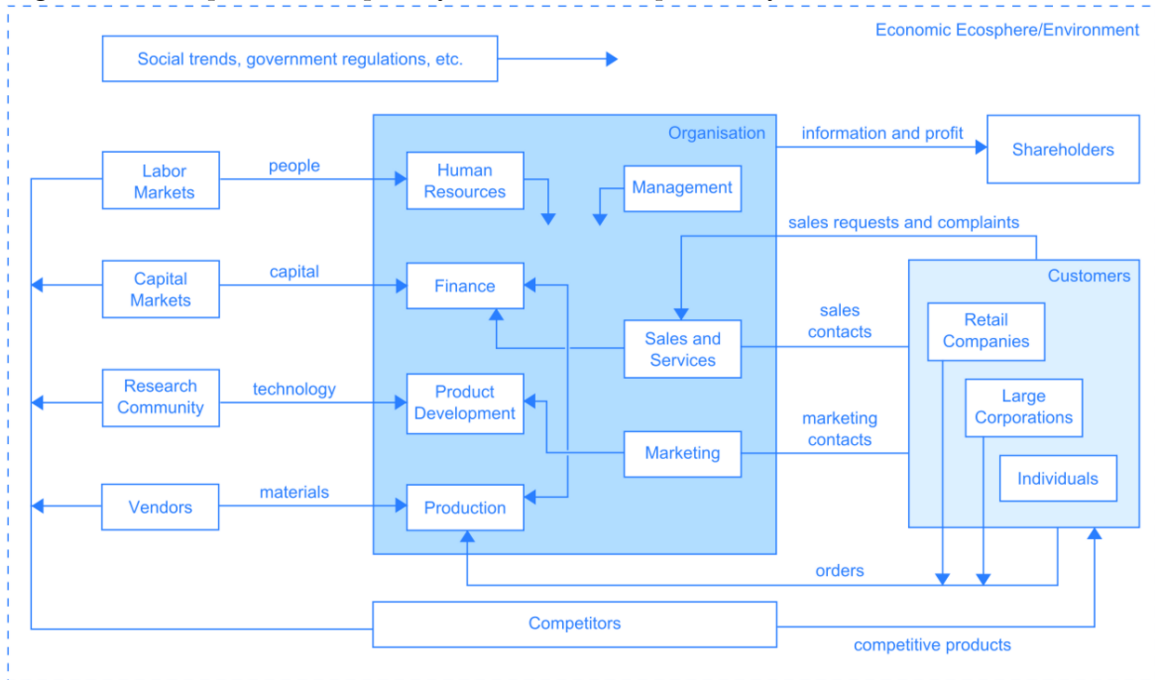 Economic Ecosphere/Environment
Social trends, government regulations, etc.
Organisation
information and profit
Shareholders
Labor
Markets
people
Human
Resources
Management
sales requests and complaints
Capital
Markets
capital
Finance
Customers
sales
contacts
Retail
Companies
Sales and
Services
Research
Community
technology
Product
Development
Large
Corporations
marketing
contacts
Marketing
Individuals
Vendors
materials
Production
orders
Competitors
competitive products